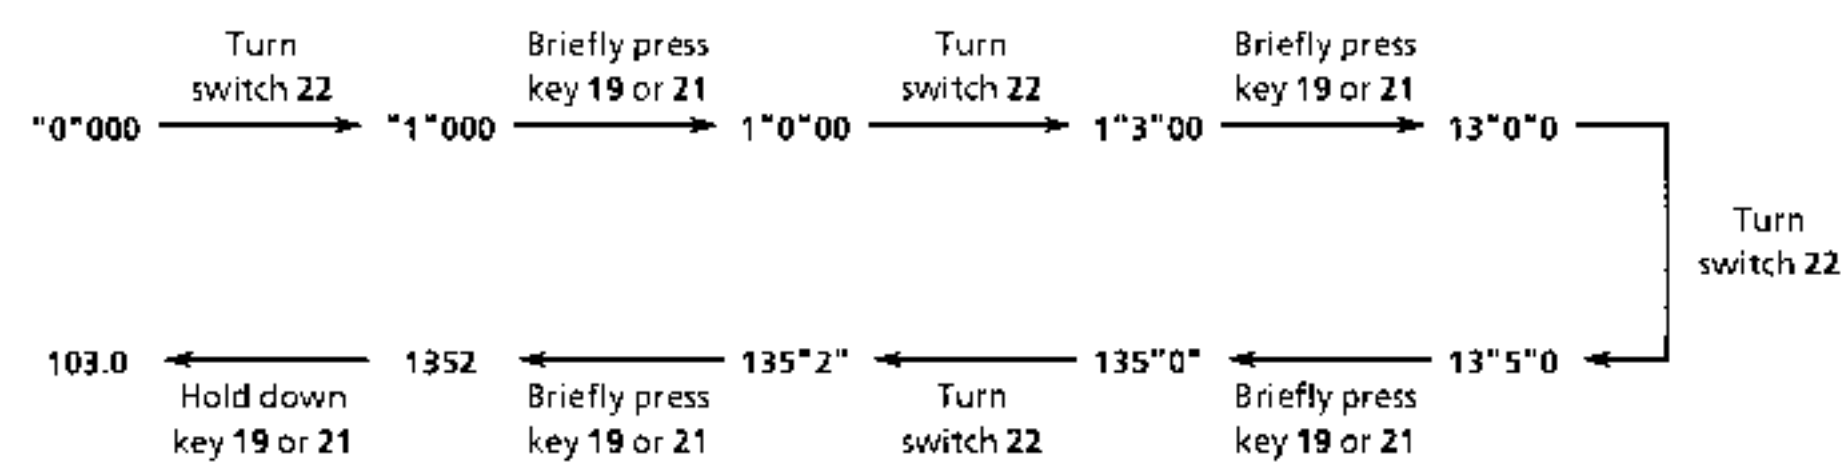 Turn
switch 22
Briefly press
key 19 or 21
Turn
switch 22
Briefly press
key 19 or 21
"0"000 "1"000 1"0"00 1"3"00 13"0"0
Turn
switch 22
103.0 1352 135"2" 135"0" 13"5"0
Hold down
key 19 or 21
Briefly press
key 19 or 21
Turn
switch 22
Briefly press
key 19 or 21